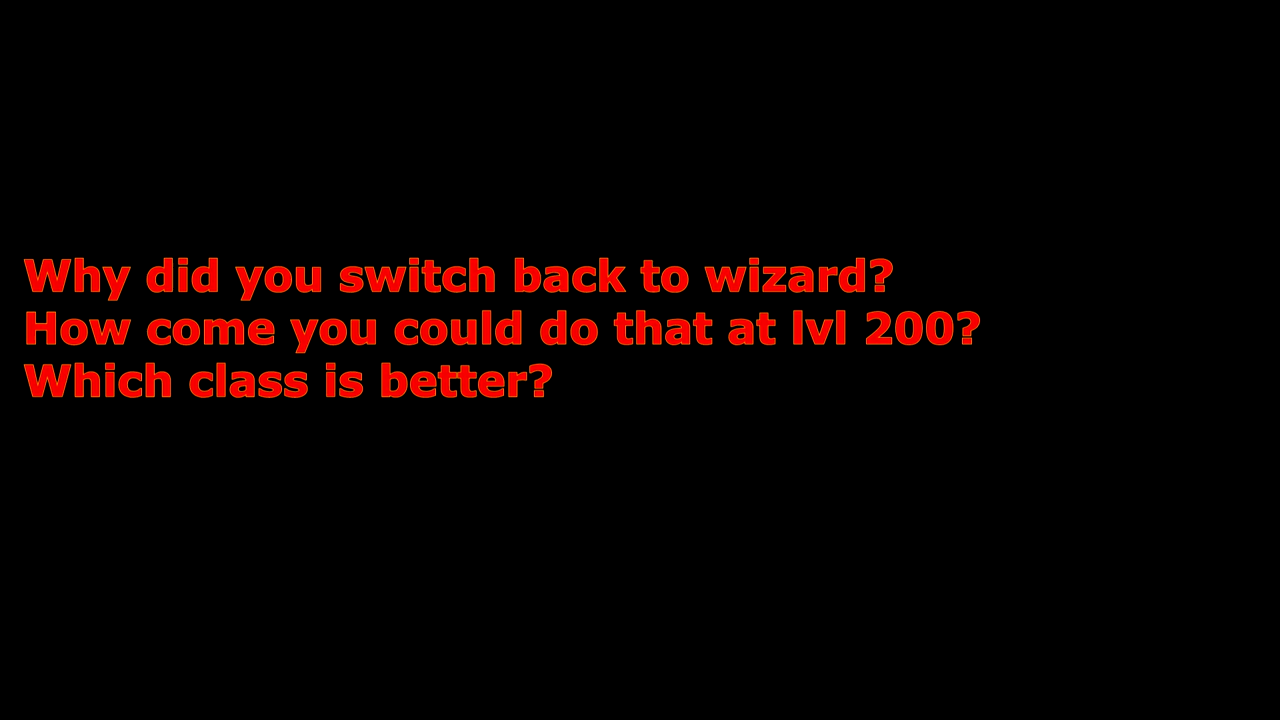 Why did you switch back to wizard?
How come you could do that at lvl 200?
Which class is better?